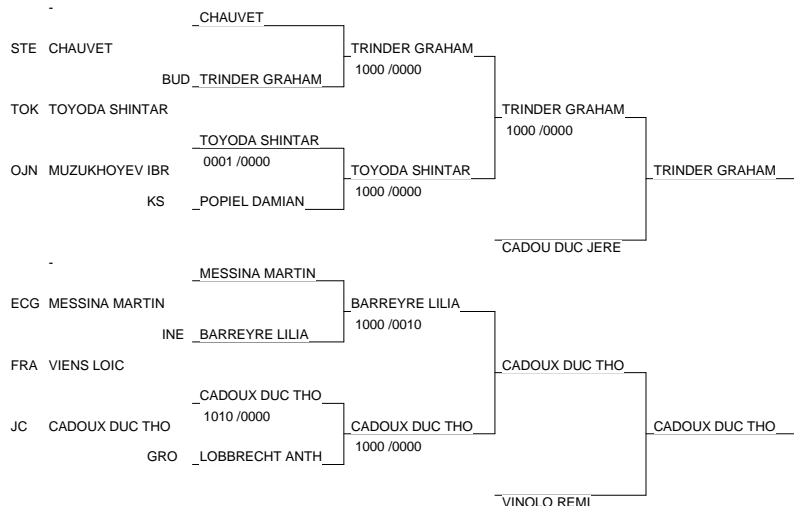 -
CHAUVET
STE CHAUVET
TRINDER GRAHAM
1000 /0000
BUD TRINDER GRAHAM
TOK TOYODA SHINTAR
TRINDER GRAHAM
1000 /0000
TOYODA SHINTAR
0001 /0000
OJN MUZUKHOYEV IBR
TOYODA SHINTAR
1000 /0000
TRINDER GRAHAM
KS POPIEL DAMIAN
CADOU DUC JERE
-
MESSINA MARTIN
ECG MESSINA MARTIN
BARREYRE LILIA
1000 /0010
INE BARREYRE LILIA
FRA VIENS LOIC
CADOUX DUC THO
CADOUX DUC THO
1010 /0000
JC CADOUX DUC THO
CADOUX DUC THO
1000 /0000
CADOUX DUC THO
GRO LOBBRECHT ANTH
VINOLO REMI